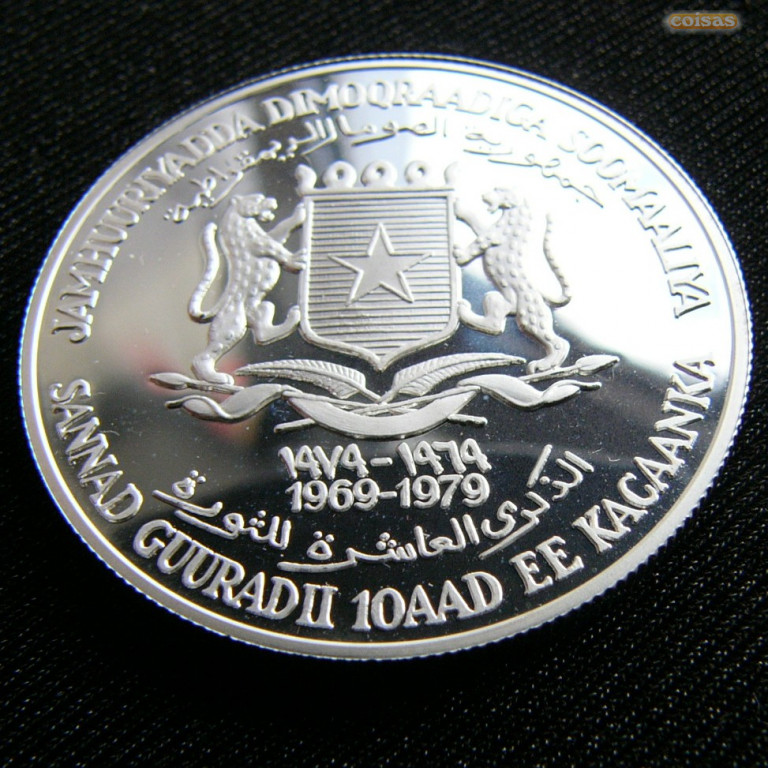 coisas
JAMHUURIYADDA DIMOQRAADIGA SOOMAALIYA
جمهورية الصومال الديمقراطية
١٩٧٩-١٩٦٩
1969-1979
الذكرى العاشرة للثورة
SANNAD GUURADII 10AAD EE KACAANKA